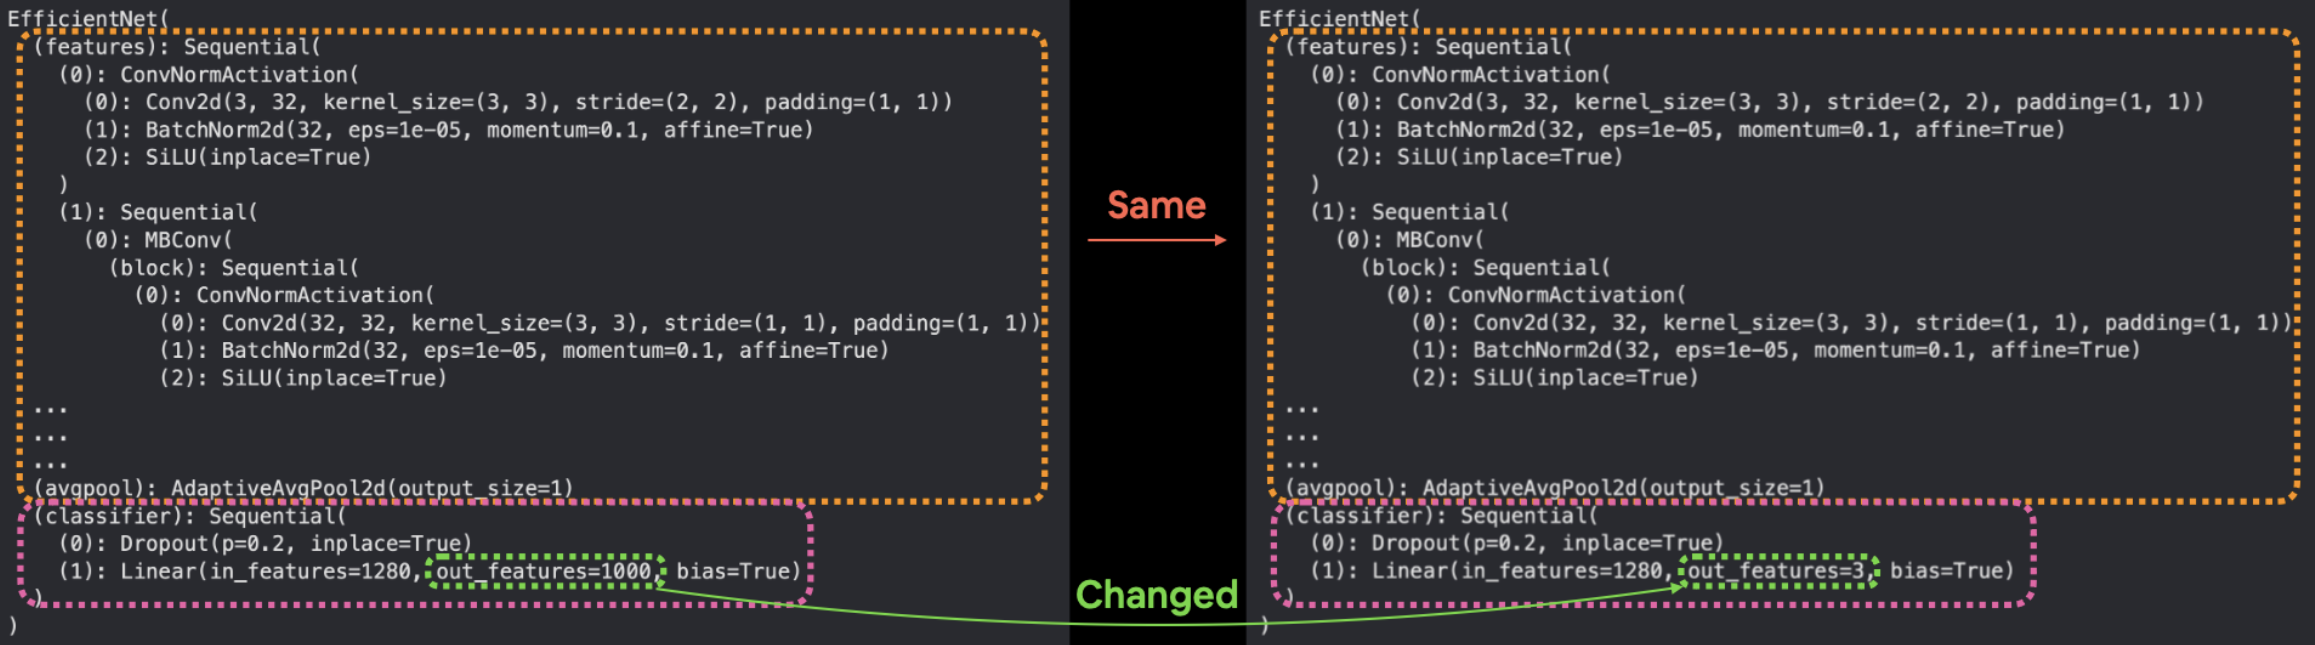 EfficientNet(
(features): Sequential(
(0): ConvNormActivation(
(0): Conv2d(3, 32, kernel_size=(3, 3), stride=(2, 2), padding=(1, 1))
(1): BatchNorm2d(32, eps=1e-05, momentum=0.1, affine=True)
(2): SiLU(inplace=True)
)
(1): Sequential(
(0): MBConv(
(block): Sequential(
(0): ConvNormActivation(
(0): Conv2d(32, 32, kernel_size=(3, 3), stride=(1, 1), padding=(1, 1))
(1): BatchNorm2d(32, eps=1e-05, momentum=0.1, affine=True)
(2): SiLU(inplace=True)
...
...
...
(avgpool): AdaptiveAvgPool2d(output_size=1)
(classifier): Sequential(
(0): Dropout(p=0.2, inplace=True)
(1): Linear(in_features=1280, out_features=1000, bias=True)
)
)
Same
Changed
EfficientNet(
(features): Sequential(
(0): ConvNormActivation(
(0): Conv2d(3, 32, kernel_size=(3, 3), stride=(2, 2), padding=(1, 1))
(1): BatchNorm2d(32, eps=1e-05, momentum=0.1, affine=True)
(2): SiLU(inplace=True)
)
(1): Sequential(
(0): MBConv(
(block): Sequential(
(0): ConvNormActivation(
(0): Conv2d(32, 32, kernel_size=(3, 3), stride=(1, 1), padding=(1, 1))
(1): BatchNorm2d(32, eps=1e-05, momentum=0.1, affine=True)
(2): SiLU(inplace=True)
...
...
...
(avgpool): AdaptiveAvgPool2d(output_size=1)
(classifier): Sequential(
(0): Dropout(p=0.2, inplace=True)
(1): Linear(in_features=1280, out_features=3, bias=True)
)
)